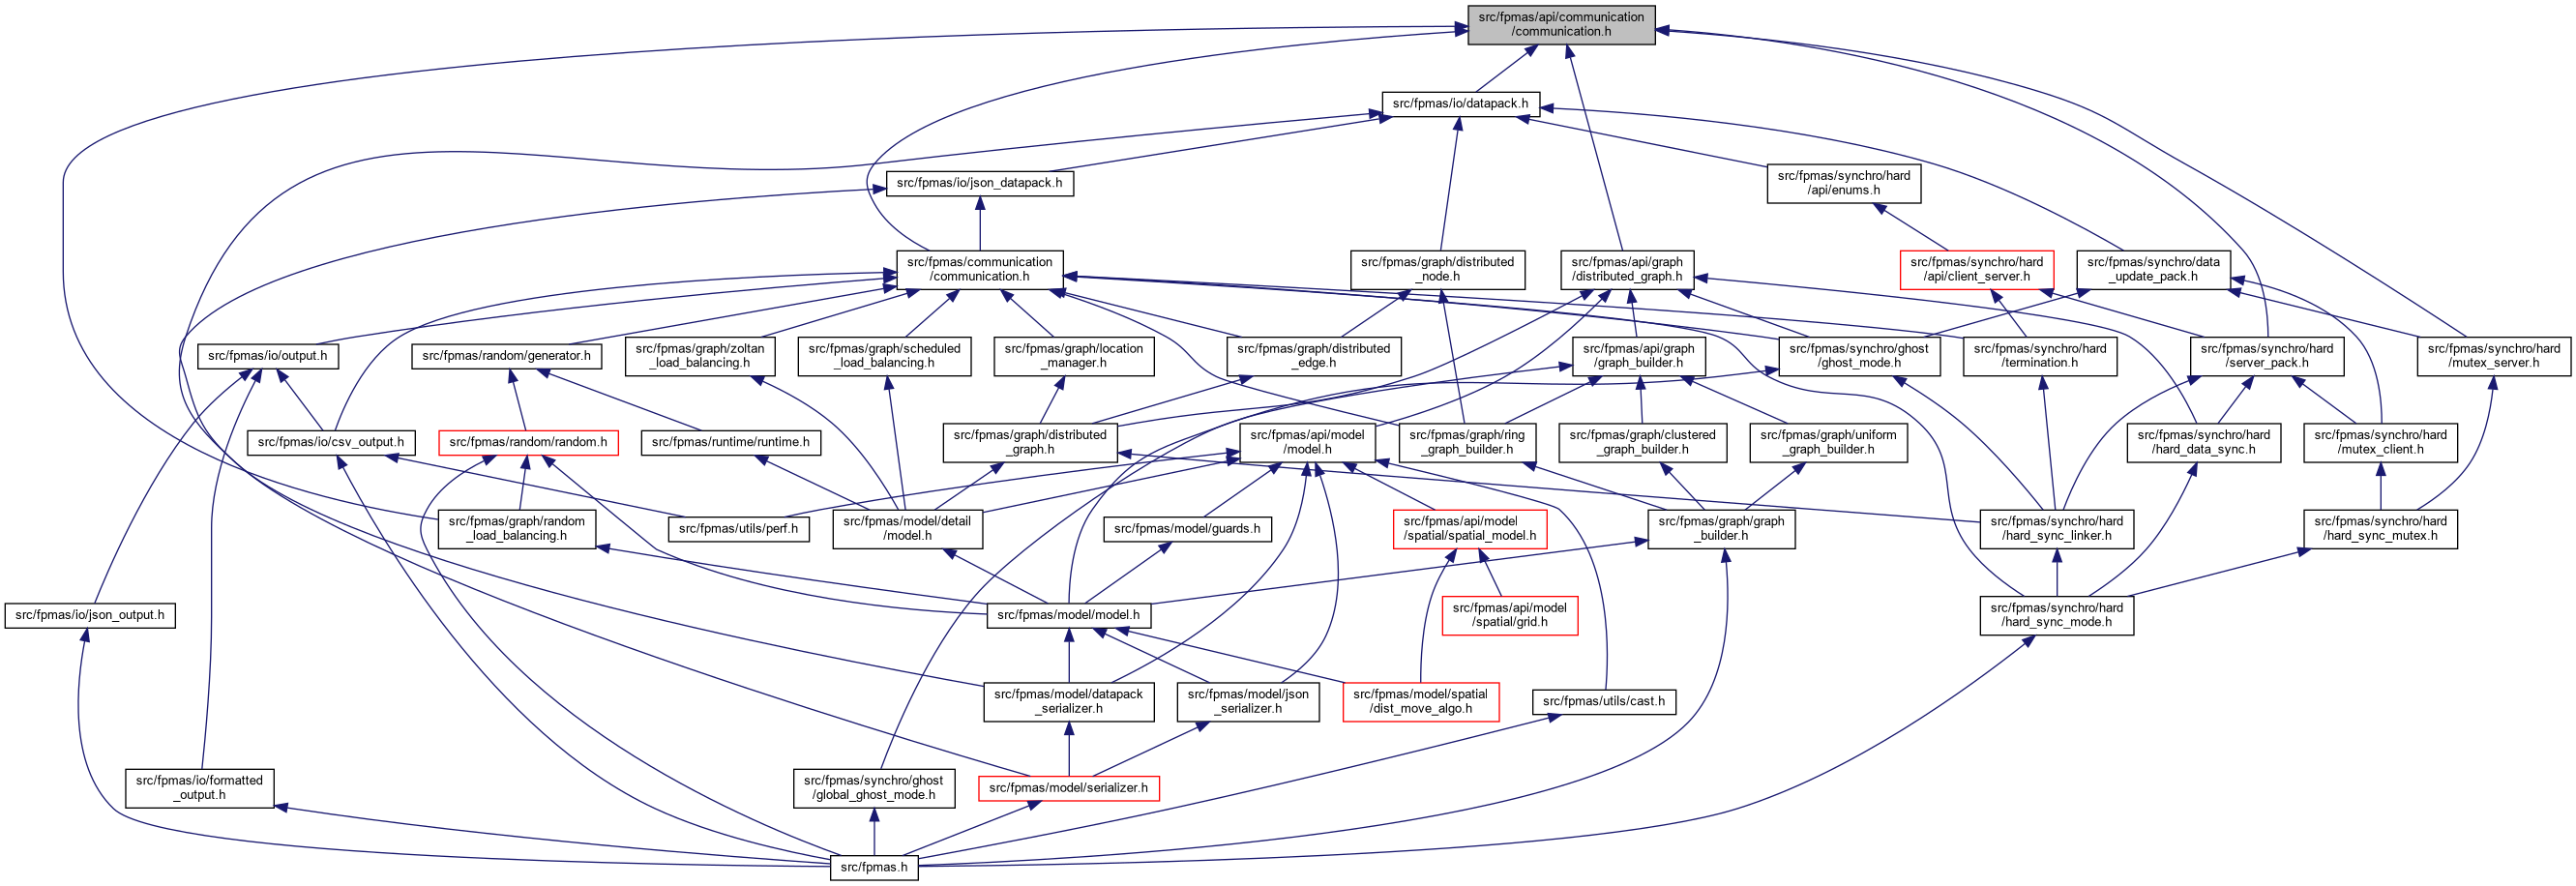 src/fpmas/api/communication
/communication.h
src/fpmas/io/datapack.h
src/fpmas/io/json_datapack.h
src/fpmas/synchro/hard
/api/enums.h
src/fpmas/communication
/communication.h
src/fpmas/graph/distributed
_node.h
src/fpmas/api/graph
/distributed_graph.h
src/fpmas/synchro/hard
/api/client_server.h
src/fpmas/synchro/data
_update_pack.h
src/fpmas/io/output.h
src/fpmas/random/generator.h
src/fpmas/graph/zoltan
_load_balancing.h
src/fpmas/graph/scheduled
_load_balancing.h
src/fpmas/graph/location
_manager.h
src/fpmas/graph/distributed
_edge.h
src/fpmas/api/graph
/graph_builder.h
src/fpmas/synchro/ghost
/ghost_mode.h
src/fpmas/synchro/hard
/termination.h
src/fpmas/synchro/hard
/server_pack.h
src/fpmas/synchro/hard
/mutex_server.h
src/fpmas/io/csv_output.h
src/fpmas/random/random.h
src/fpmas/runtime/runtime.h
src/fpmas/graph/distributed
_graph.h
src/fpmas/api/model
/model.h
src/fpmas/graph/ring
_graph_builder.h
src/fpmas/graph/clustered
_graph_builder.h
src/fpmas/graph/uniform
_graph_builder.h
src/fpmas/synchro/hard
/hard_data_sync.h
src/fpmas/synchro/hard
/mutex_client.h
src/fpmas/graph/random
_load_balancing.h
src/fpmas/utils/perf.h
src/fpmas/model/detail
/model.h
src/fpmas/model/guards.h
src/fpmas/api/model
/spatial/spatial_model.h
src/fpmas/graph/graph
_builder.h
src/fpmas/synchro/hard
/hard_sync_linker.h
src/fpmas/synchro/hard
/hard_sync_mutex.h
src/fpmas/io/json_output.h
src/fpmas/model/model.h
src/fpmas/api/model
/spatial/grid.h
src/fpmas/synchro/hard
/hard_sync_mode.h
src/fpmas/model/datapack
_serializer.h
src/fpmas/model/json
_serializer.h
src/fpmas/model/spatial
/dist_move_algo.h
src/fpmas/utils/cast.h
src/fpmas/io/formatted
_output.h
src/fpmas/synchro/ghost
/global_ghost_mode.h
src/fpmas/model/serializer.h
src/fpmas.h